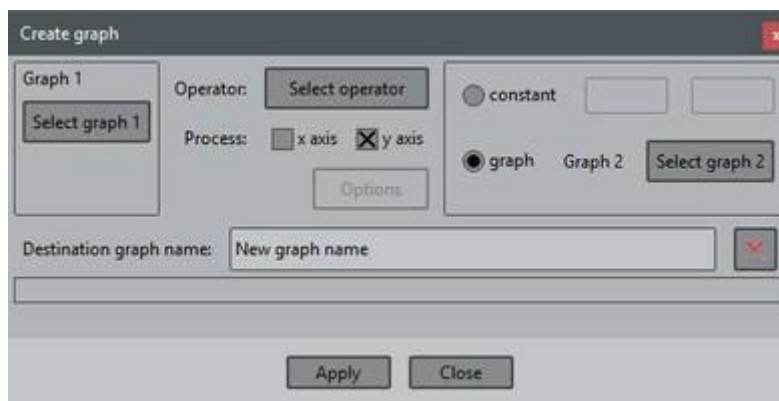 Create graph
x
Graph 1
Select graph 1
Operator: Select operator
Process: x axis y axis
Options
constant
graph Graph 2 Select graph 2
Destination graph name: New graph name
Apply Close